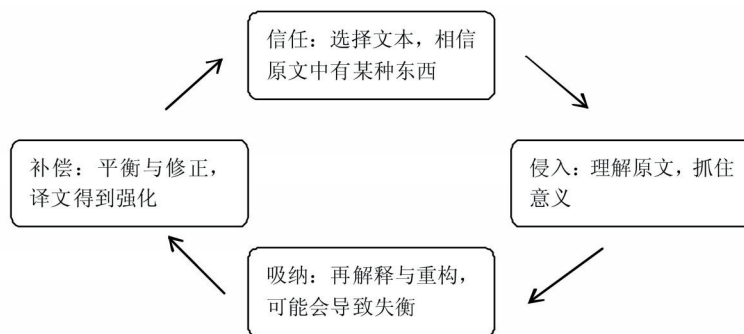 信任：选择文本，相信
原文中有某种东西
补偿：平衡与修正，
译文得到强化
侵入：理解原文，抓住
意义
吸纳：再解释与重构，
可能会导致失衡